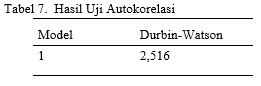 Tabel 7. Hasil Uji Autokorelasi
Model Durbin-Watson
1 2,516